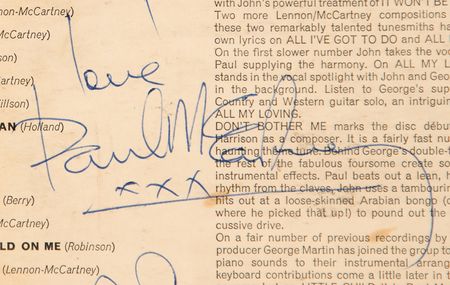 with John's powerful treatment of IT WON'T BE
Two more Lennon/McCartney compositions
these two remarkably talented tunesmiths ha
own lyrics on ALL I'VE GOT TO DO and ALL
On the first slower number John takes the voc
Paul supplying the harmony. On ALL MY L
stands in the vocal spotlight with John and Geo
in the background. Listen to George's sup
Country and Western guitar solo, an intriguin
ALL MY LOVING.
DON'T BOTHER ME marks the disc début
Harrison as a composer. It is a fairly fast nu
haunting theme tune. Behind George's double-t
the rest of the fabulous foursome create so
instrumental effects. Paul beats out a lean, h
rhythm from the claves, John uses a tambouri
hits out at a loose-skinned Arabian bongo (d
where he picked that up!) to pound out the
cussive drive.
On a fair number of previous recordings by
producer George Martin has joined the group to
piano sounds to their instrumental arrang
keyboard contributions come a little later in t
nnon-McCartney)
McCartney)
son)
Cartney)
Willson)
AN (Holland)
(Berry)
McCartney)
LD ON ME (Robinson)
(Lennon-McCartney)
love
Paul McCartney
xxx